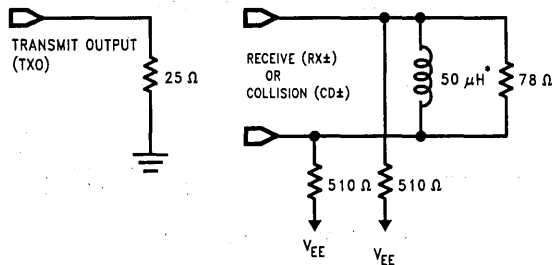 TRANSMIT OUTPUT
(TXO)
25 Ω
RECEIVE (RX±)
OR
COLLISION (CD±)
50 μH*
78 Ω
510 Ω
510 Ω
VEE
VEE